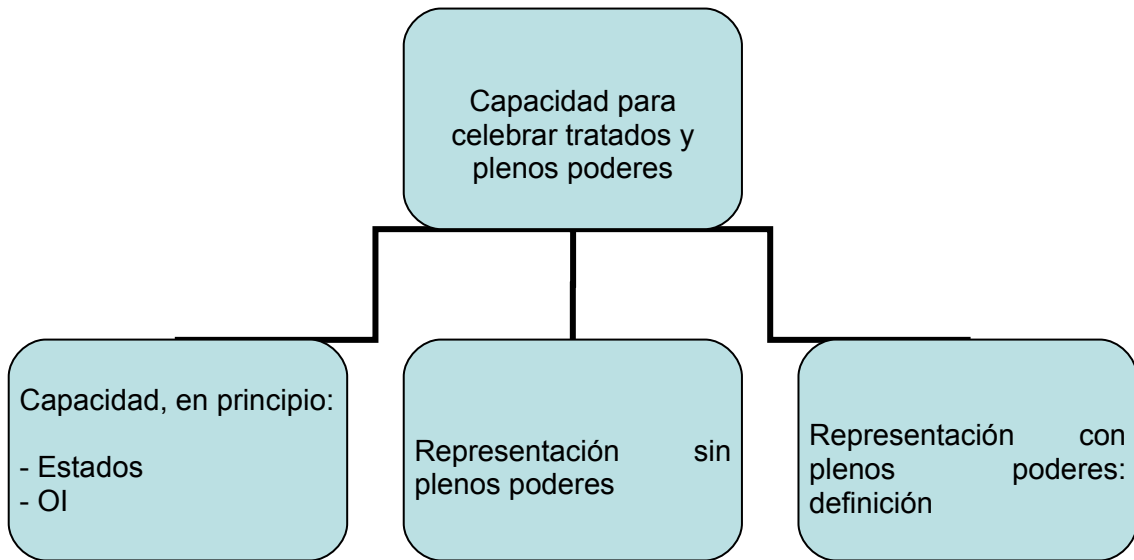 Capacidad para
celebrar tratados y
plenos poderes
Capacidad, en principio:
- Estados
- OI
Representación sin
plenos poderes
Representación con
plenos poderes:
definición